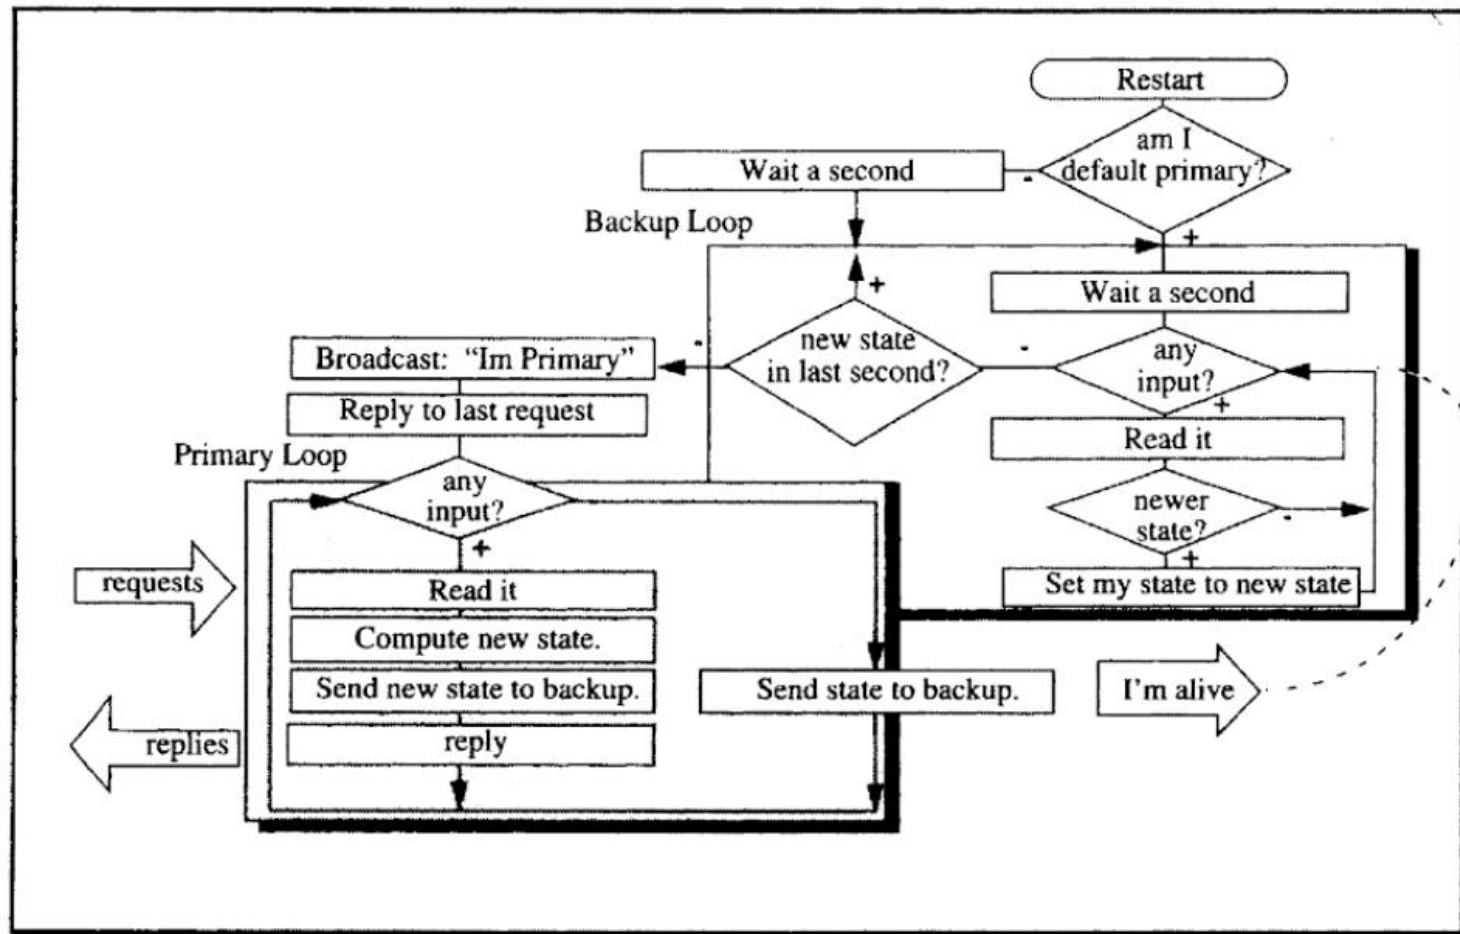 Restart
am I
default primary?
-
Wait a second
Backup Loop
+
Wait a second
+
new state
in last second?
-
-
any
input?
+
Broadcast: “Im Primary”
Reply to last request
Read it
Primary Loop
any
input?
newer
state?
-
+
+
requests
Read it
Set my state to new state
Compute new state.
Send new state to backup.
Send state to backup.
I'm alive
replies
reply